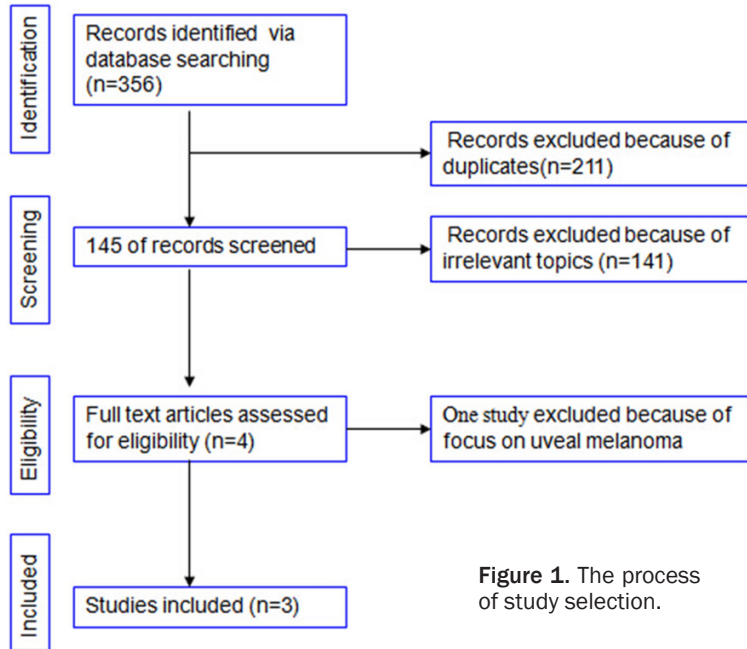 Identification
Records identified via
database searching
(n=356)
Records excluded because of
duplicates(n=211)
Screening
145 of records screened
Records excluded because of
irrelevant topics (n=141)
Eligibility
Full text articles assessed
for eligibility (n=4)
One study excluded because of
focus on uveal melanoma
Included
Studies included (n=3)
Figure 1. The process
of study selection.